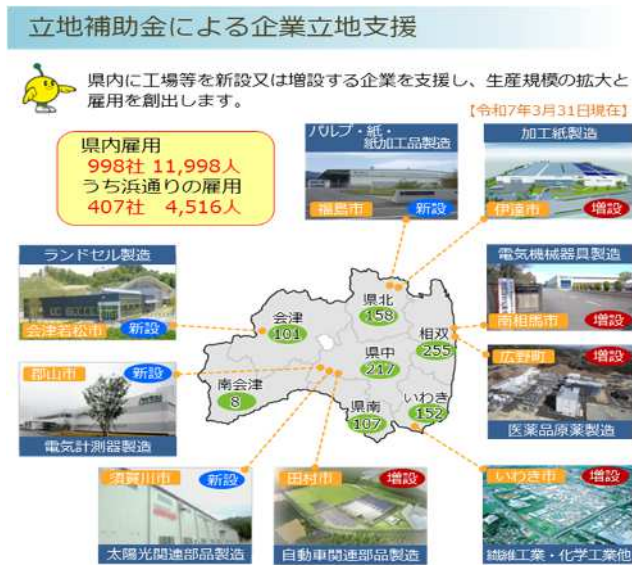 立地補助金による企業立地支援
県内に工場等を新設又は増設する企業を支援し、生産規模の拡大と
雇用を創出します。
【令和7年3月31日現在】
県内雇用
998社 11,998人
うち浜通りの雇用
407社 4,516人
パルプ・紙・
紙加工品製造
福島市
新設
加工紙製造
伊達市
増設
ランドセル製造
会津若松市
新設
電気機械器具製造
南相馬市
増設
会津
101
県北
158
相双
255
県中
217
南会津
8
県南
107
いわき
152
郡山市
新設
電気計測器製造
広野町
増設
医薬品原薬製造
須賀川市
新設
太陽光関連部品製造
田村市
増設
自動車関連部品製造
いわき市
増設
繊維工業・化学工業他